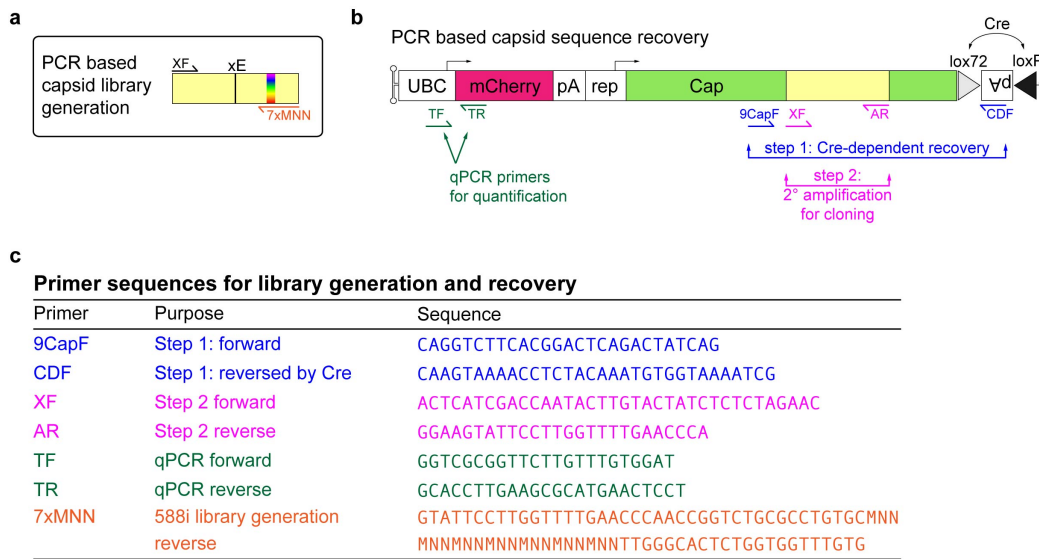 a
PCR based
capsid library
generation
XF
xE
7xMNN
b
PCR based capsid sequence recovery
Cre
lox72
loxP
UBC
mCherry
pA
rep
Cap
pA
TF
TR
9CapF
XF
AR
CDF
qPCR primers
for quantification
step 1: Cre-dependent recovery
step 2:
2° amplification
for cloning
c
Primer sequences for library generation and recovery
Primer Purpose Sequence
9CapF Step 1: forward CAGGTCTTCACGGACTCAGACTATCAG
CDF Step 1: reversed by Cre CAAGTAAAACCTCTACAAATGTGGTAAAATCG
XF Step 2 forward ACTCATCGACCAATACTTGTACTATCTCTCTAGAAC
AR Step 2 reverse GGAAGTATTCCTTGGTTTTGAACCCA
TF qPCR forward GGTCGCGGTTCTTGTTTGTGGAT
TR qPCR reverse GCACCTTGAAGCGCATGAACTCCT
7xMNN 588i library generation GTATTCCTTGGTTTTGAACCCAACCGGTCTGCGCCTGTGCMNN
reverse MNNMNNMNNMNNMNNMNNTTGGGCACTCTGGTGGTTTGTG